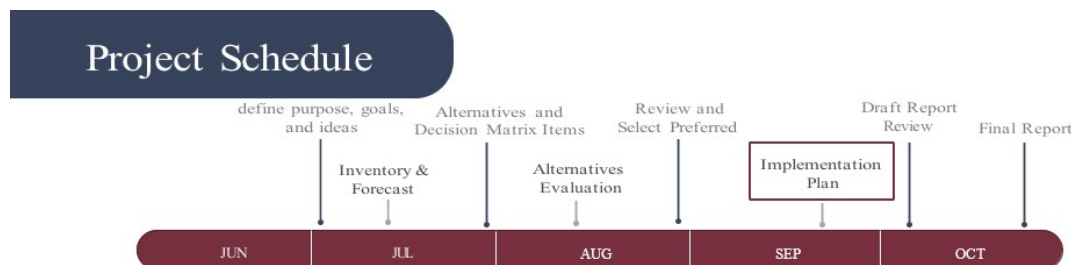 Project Schedule
define purpose, goals,
and ideas
Alternatives and
Decision Matrix Items
Review and
Select Preferred
Draft Report
Review
Final Report
Inventory &
Forecast
Alternatives
Evaluation
Implementation
Plan
JUN
JUL
AUG
SEP
OCT